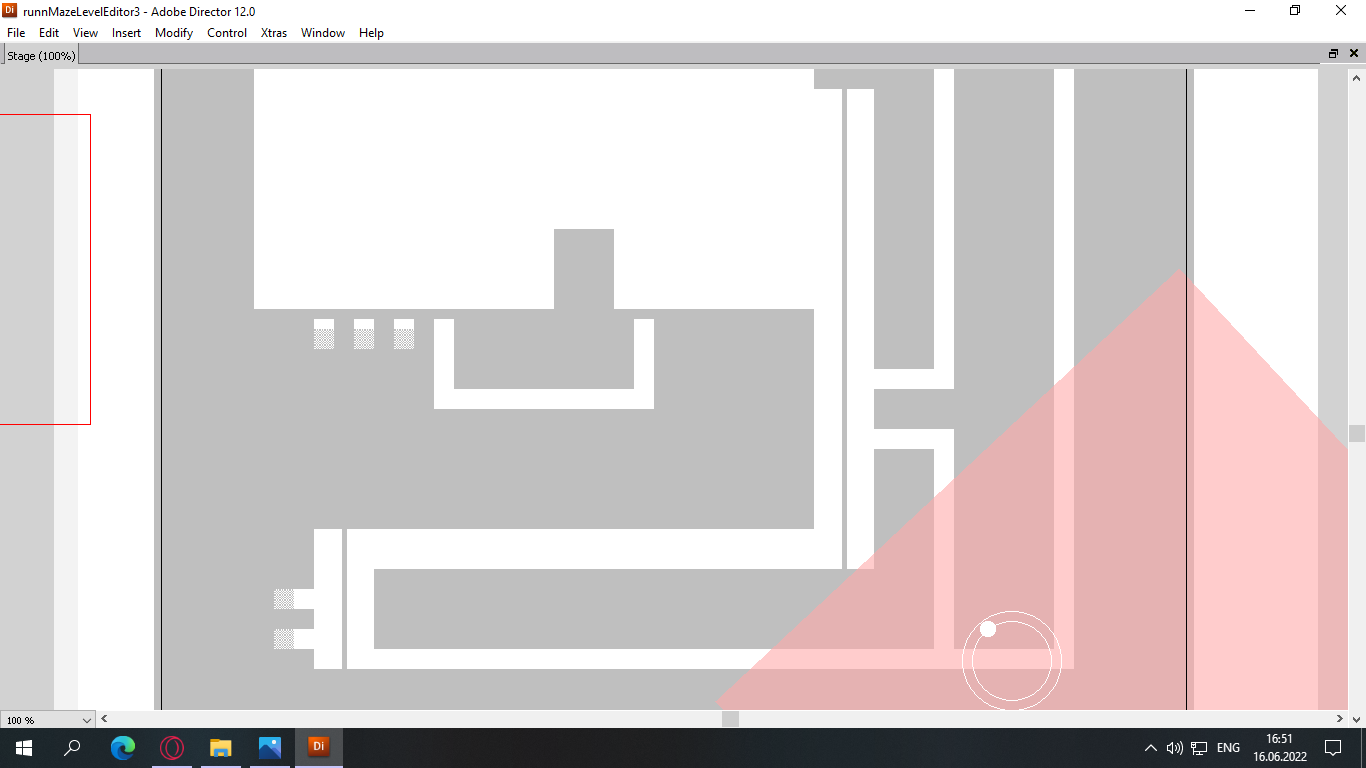 Di runnMazeLevelEditor3 - Adobe Director 12.0
File Edit View Insert Modify Control Xtras Window Help
Stage (100%)
100 %
Di
ENG
16:51
16.06.2022